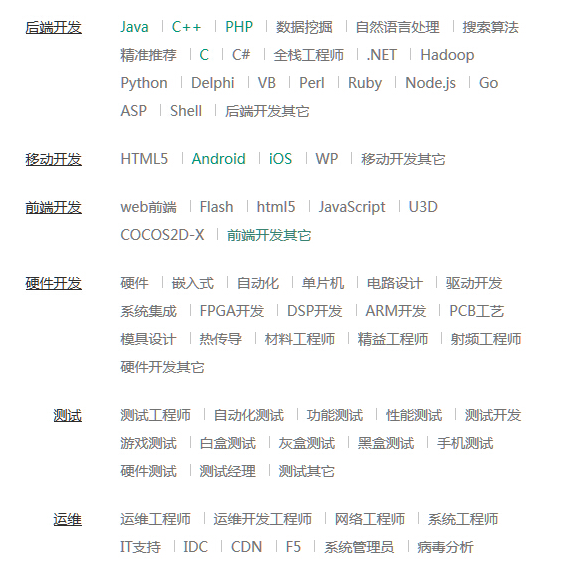 后端开发 Java C++ PHP 数据挖掘 自然语言处理 搜索算法
精准推荐 C C# 全栈工程师 .NET Hadoop
Python Delphi VB Perl Ruby Node.js Go
ASP Shell 后端开发其它
移动开发 HTML5 Android iOS WP 移动开发其它
前端开发 web前端 Flash html5 JavaScript U3D
COCOS2D-X 前端开发其它
硬件开发 硬件 嵌入式 自动化 单片机 电路设计 驱动开发
系统集成 FPGA开发 DSP开发 ARM开发 PCB工艺
模具设计 热传导 材料工程师 精益工程师 射频工程师
硬件开发其它
测试 测试工程师 自动化测试 功能测试 性能测试 测试开发
游戏测试 白盒测试 灰盒测试 黑盒测试 手机测试
硬件测试 测试经理 测试其它
运维 运维工程师 运维开发工程师 网络工程师 系统工程师
IT支持 IDC CDN F5 系统管理员 病毒分析